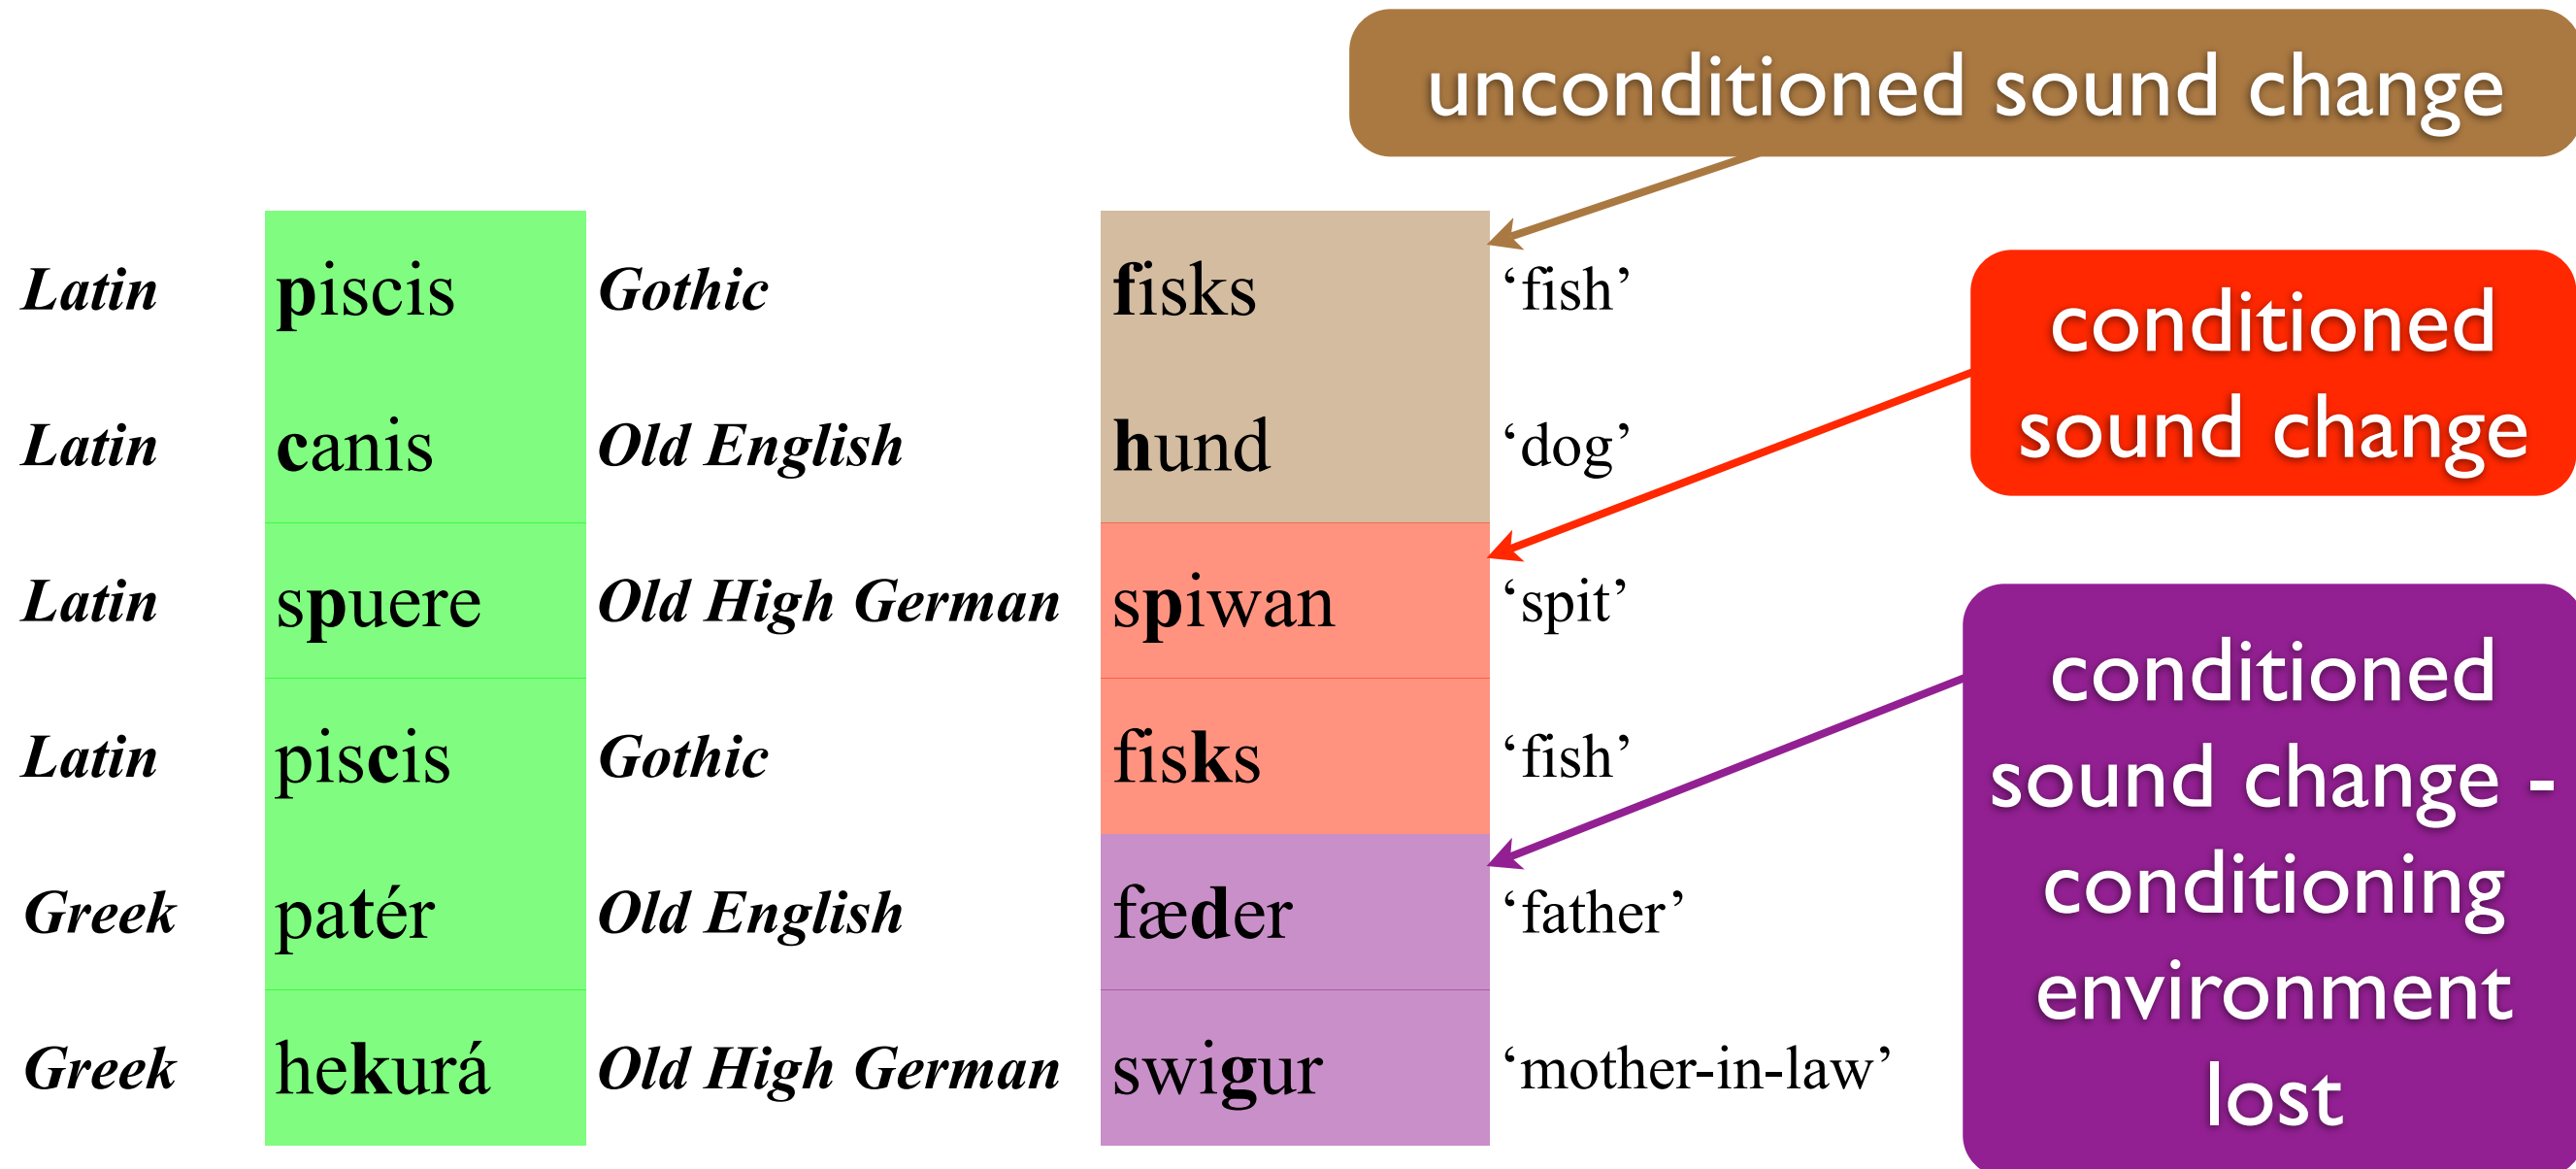 unconditioned sound change
Latin piscis Gothic fisks ‘fish’
conditioned
sound change
Latin canis Old English hund ‘dog’
Latin spuere Old High German spiwan ‘spit’
Latin piscis Gothic fisks ‘fish’
Greek patér Old English fæder ‘father’
Greek hekurá Old High German swigur ‘mother-in-law’
conditioned
sound change -
conditioning
environment
lost